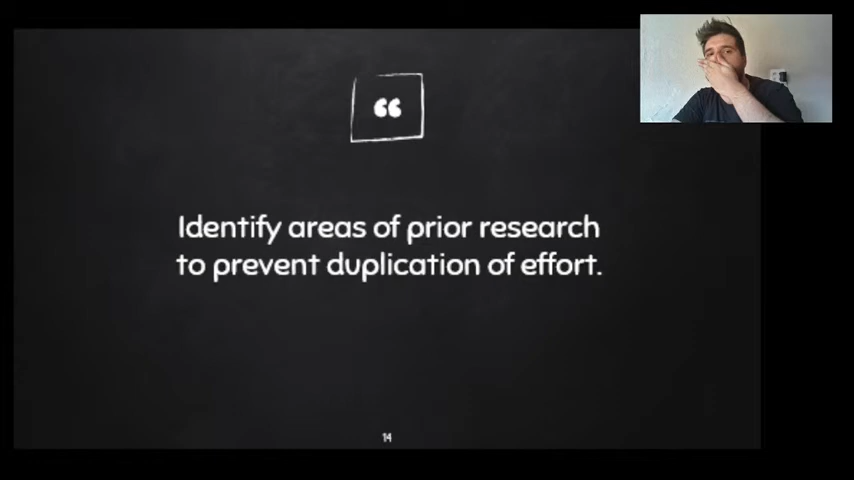 “
Identify areas of prior research
to prevent duplication of effort.
14